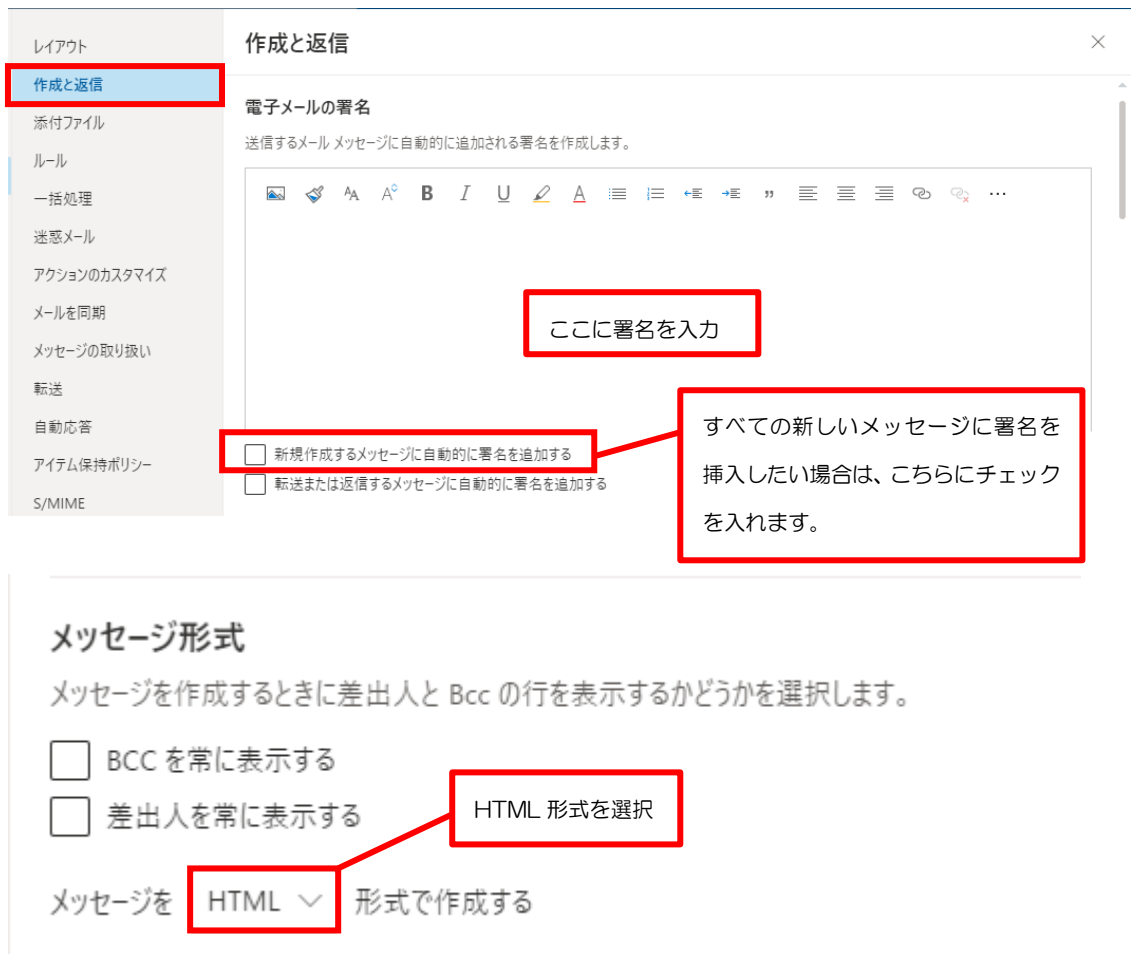 レイアウト
作成と返信
添付ファイル
ルール
一括処理
迷惑メール
アクションのカスタマイズ
メールを同期
メッセージの取り扱い
転送
自動応答
アイテム保持ポリシー
S/MIME
作成と返信
電子メールの署名
送信するメール メッセージに自動的に追加される署名を作成します。
ここに署名を入力
新規作成するメッセージに自動的に署名を追加する
転送または返信するメッセージに自動的に署名を追加する
すべての新しいメッセージに署名を
挿入したい場合は、こちらにチェック
を入れます。
メッセージ形式
メッセージを作成するときに差出人と Bcc の行を表示するかどうかを選択します。
BCC を常に表示する
差出人を常に表示する
HTML 形式を選択
メッセージを HTML 形式で作成する